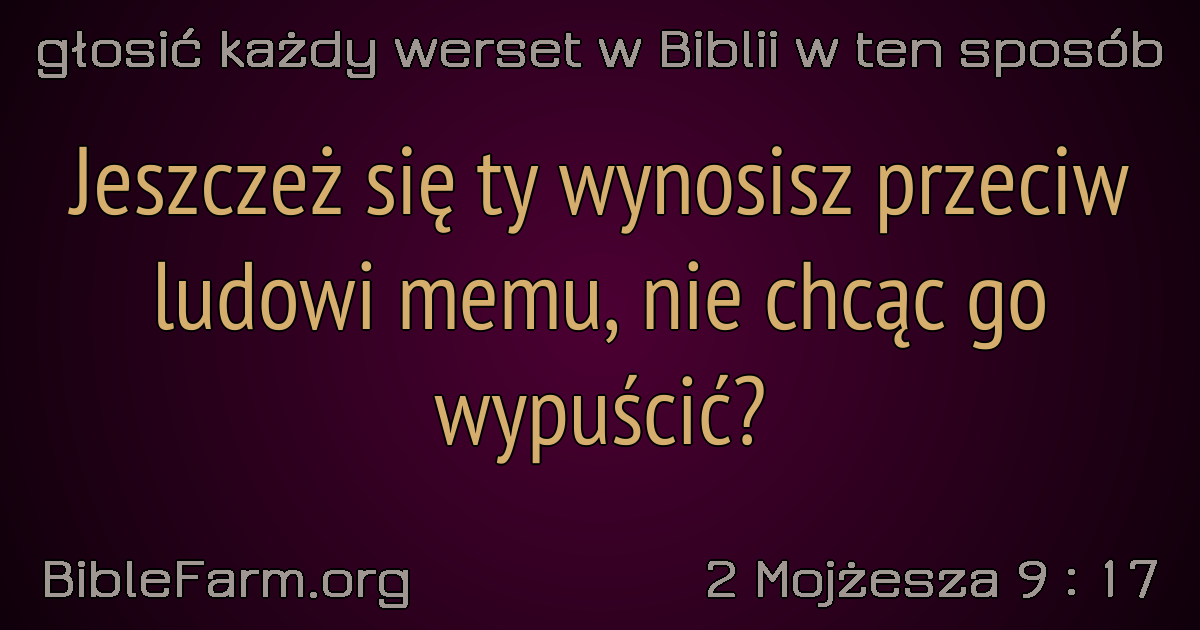 głosić każdy werset w Biblii w ten sposób
Jeszczeż się ty wynosisz przeciw
ludowi memu, nie chcąc go
wypuścić?
BibleFarm.org
2 Mojżesza 9 : 17